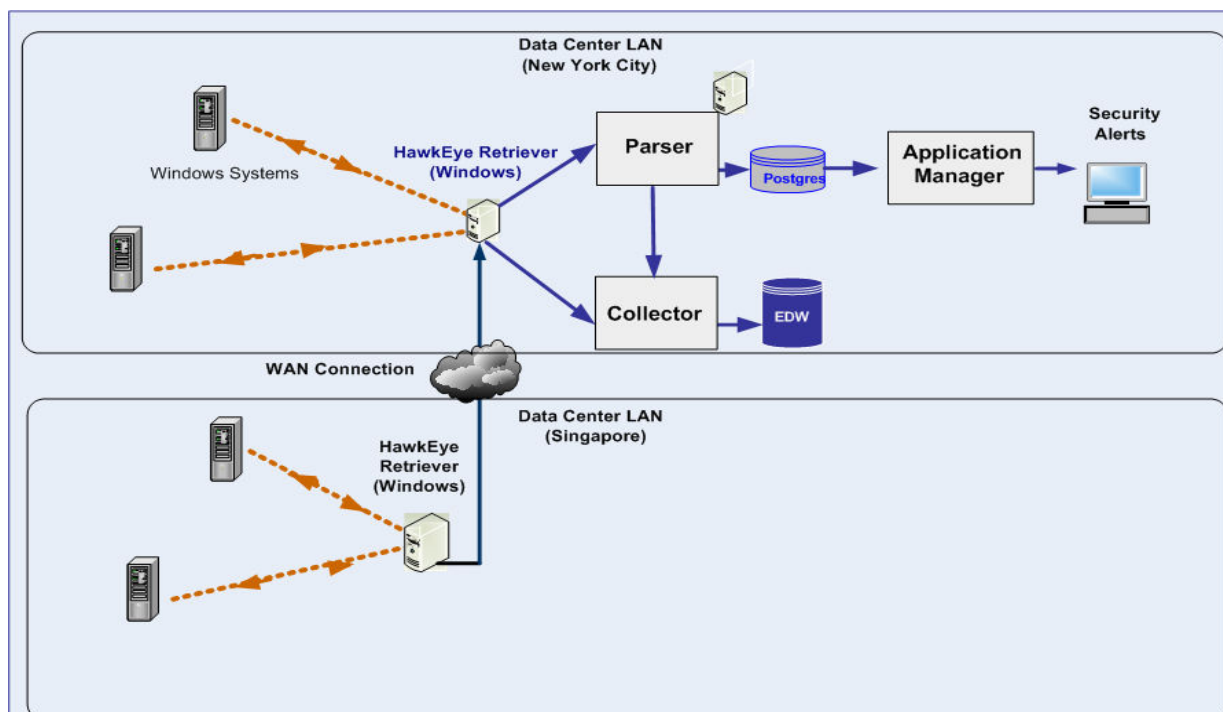 Data Center LAN
(New York City)
Windows Systems
HawkEye Retriever
(Windows)
Parser
Postgres
Application
Manager
Security
Alerts
Collector
EDW
WAN Connection
Data Center LAN
(Singapore)
HawkEye
Retriever
(Windows)